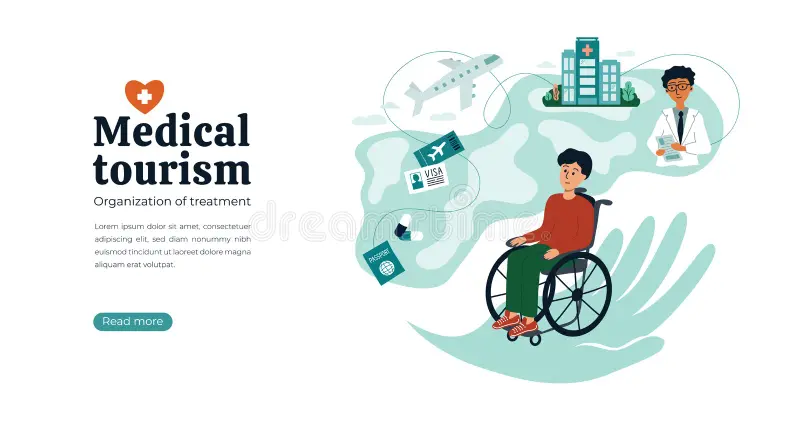 Medical
tourism
Organization of treatment
Lorem ipsum dolor sit amet, consectetuer
adipiscing elit, sed diam nonummy nibh
euismod tincidunt ut laoreet dolore magna
aliquam erat volutpat.
Read more
VISA
PASSPORT
dreamstime